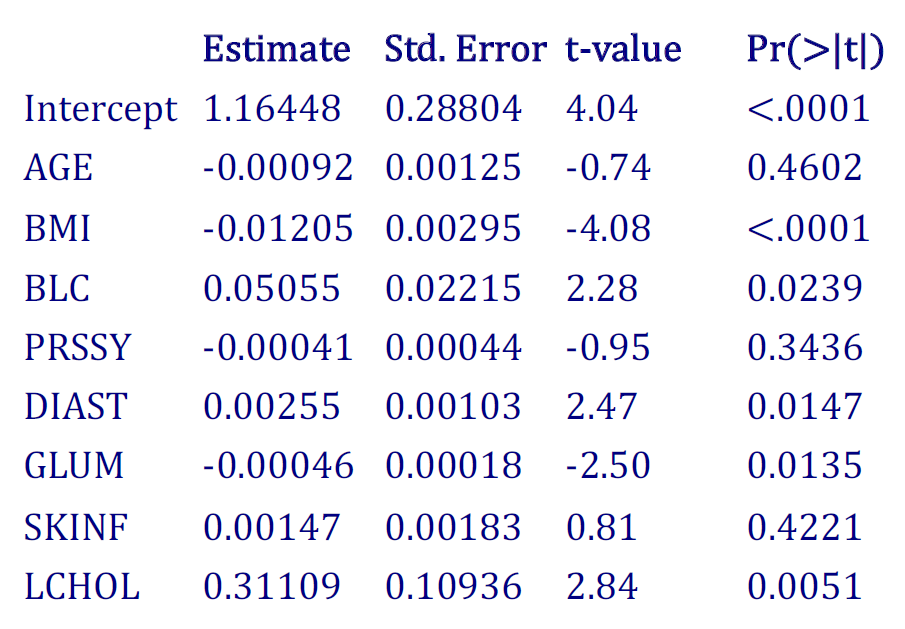 Estimate Std. Error t-value Pr(>|t|)
Intercept 1.16448 0.28804 4.04 <.0001
AGE -0.00092 0.00125 -0.74 0.4602
BMI -0.01205 0.00295 -4.08 <.0001
BLC 0.05055 0.02215 2.28 0.0239
PRSSY -0.00041 0.00044 -0.95 0.3436
DIAST 0.00255 0.00103 2.47 0.0147
GLUM -0.00046 0.00018 -2.50 0.0135
SKINF 0.00147 0.00183 0.81 0.4221
LCHOL 0.31109 0.10936 2.84 0.0051